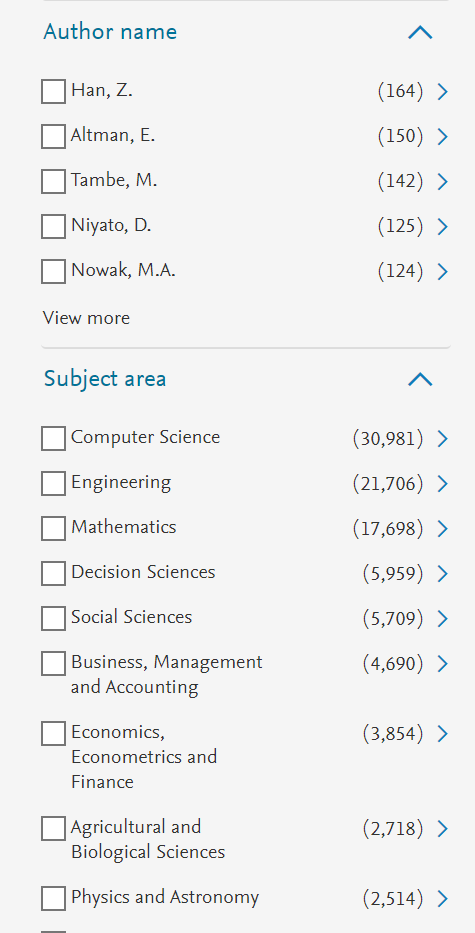 Author name
Han, Z. (164)
Altman, E. (150)
Tambe, M. (142)
Niyato, D. (125)
Nowak, M.A. (124)
View more
Subject area
Computer Science (30,981)
Engineering (21,706)
Mathematics (17,698)
Decision Sciences (5,959)
Social Sciences (5,709)
Business, Management (4,690)
and Accounting
Economics, (3,854)
Econometrics and
Finance
Agricultural and (2,718)
Biological Sciences
Physics and Astronomy (2,514)